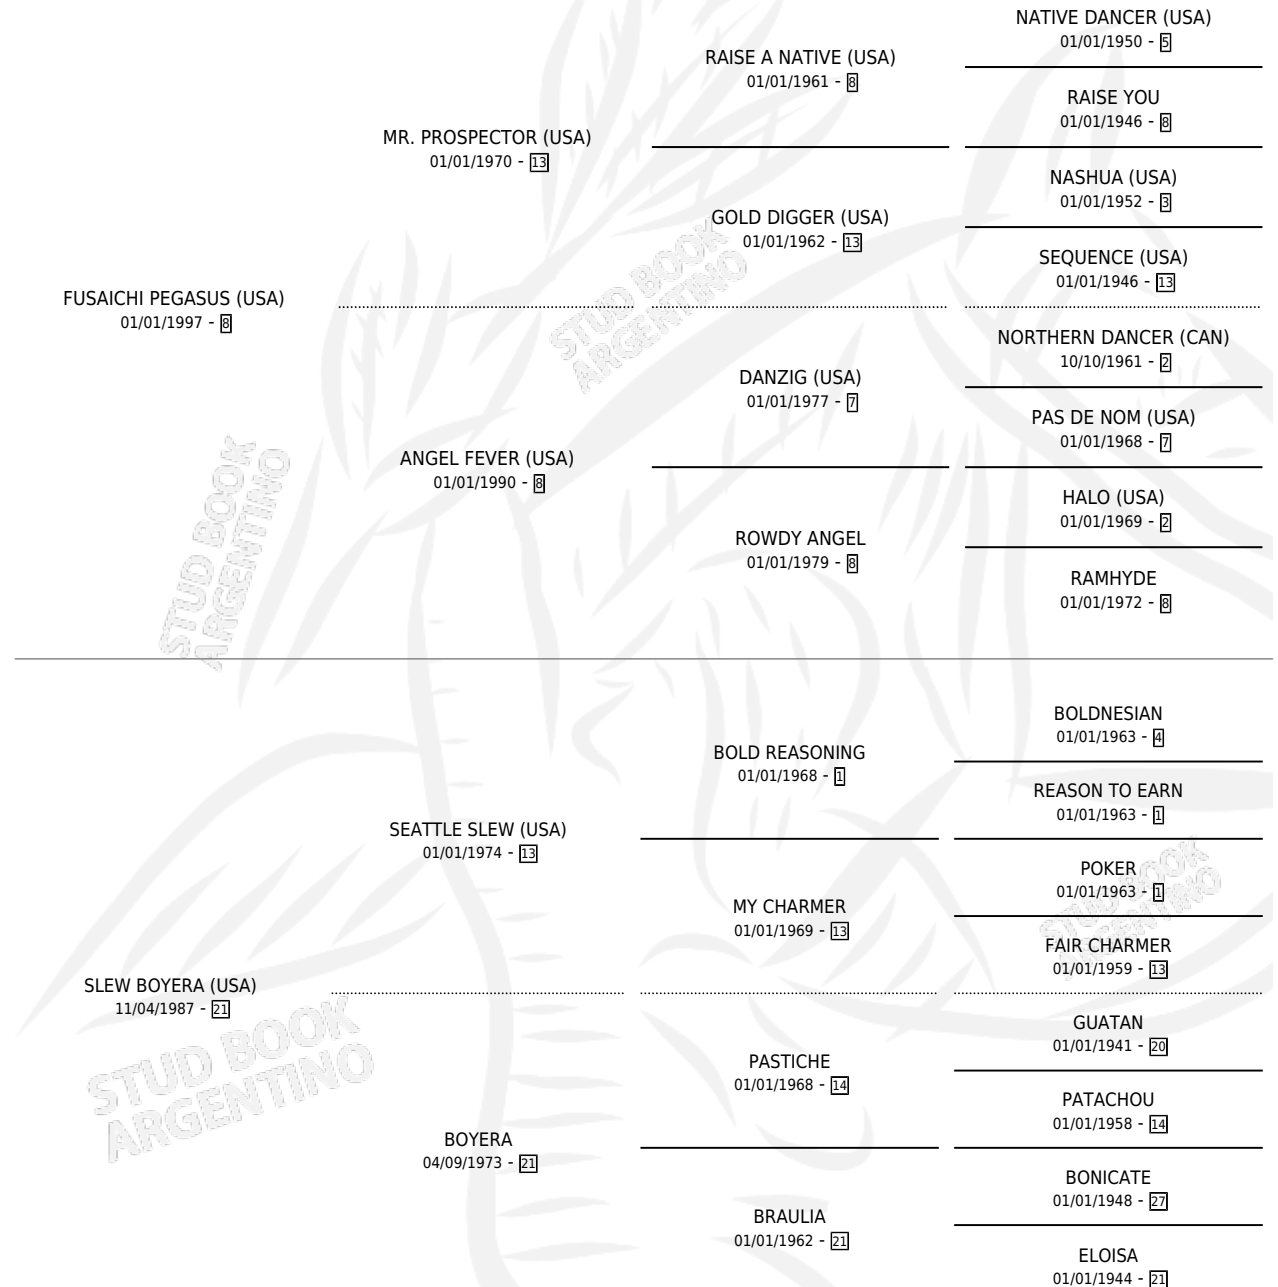 NATIVE DANCER (USA)
01/01/1950 - 5
RAISE A NATIVE (USA)
01/01/1961 - 8
RAISE YOU
01/01/1946 - 8
MR. PROSPECTOR (USA)
01/01/1970 - 13
NASHUA (USA)
01/01/1952 - 3
GOLD DIGGER (USA)
01/01/1962 - 13
SEQUENCE (USA)
01/01/1946 - 13
FUSAICHI PEGASUS (USA)
01/01/1997 - 8
NORTHERN DANCER (CAN)
10/10/1961 - 2
DANZIG (USA)
01/01/1977 - 7
PAS DE NOM (USA)
01/01/1968 - 7
ANGEL FEVER (USA)
01/01/1990 - 8
HALO (USA)
01/01/1969 - 2
ROWDY ANGEL
01/01/1979 - 8
RAMHYDE
01/01/1972 - 8
BOLDNESIAN
01/01/1963 - 4
BOLD REASONING
01/01/1968 - 1
REASON TO EARN
01/01/1963 - 1
SEATTLE SLEW (USA)
01/01/1974 - 13
POKER
01/01/1963 - 1
MY CHARMER
01/01/1969 - 13
FAIR CHARMER
01/01/1959 - 13
SLEW BOYERA (USA)
11/04/1987 - 21
GUATAN
01/01/1941 - 20
PASTICHE
01/01/1968 - 14
PATACHOU
01/01/1958 - 14
BOYERA
04/09/1973 - 21
BONICATE
01/01/1948 - 27
BRAULIA
01/01/1962 - 21
ELOISA
01/01/1944 - 21
STUD BOOK
ARGENTINO
STUD BOOK
ARGENTINO
STUD BOOK
ARGENTINO
STUD BOOK
ARGENTINO